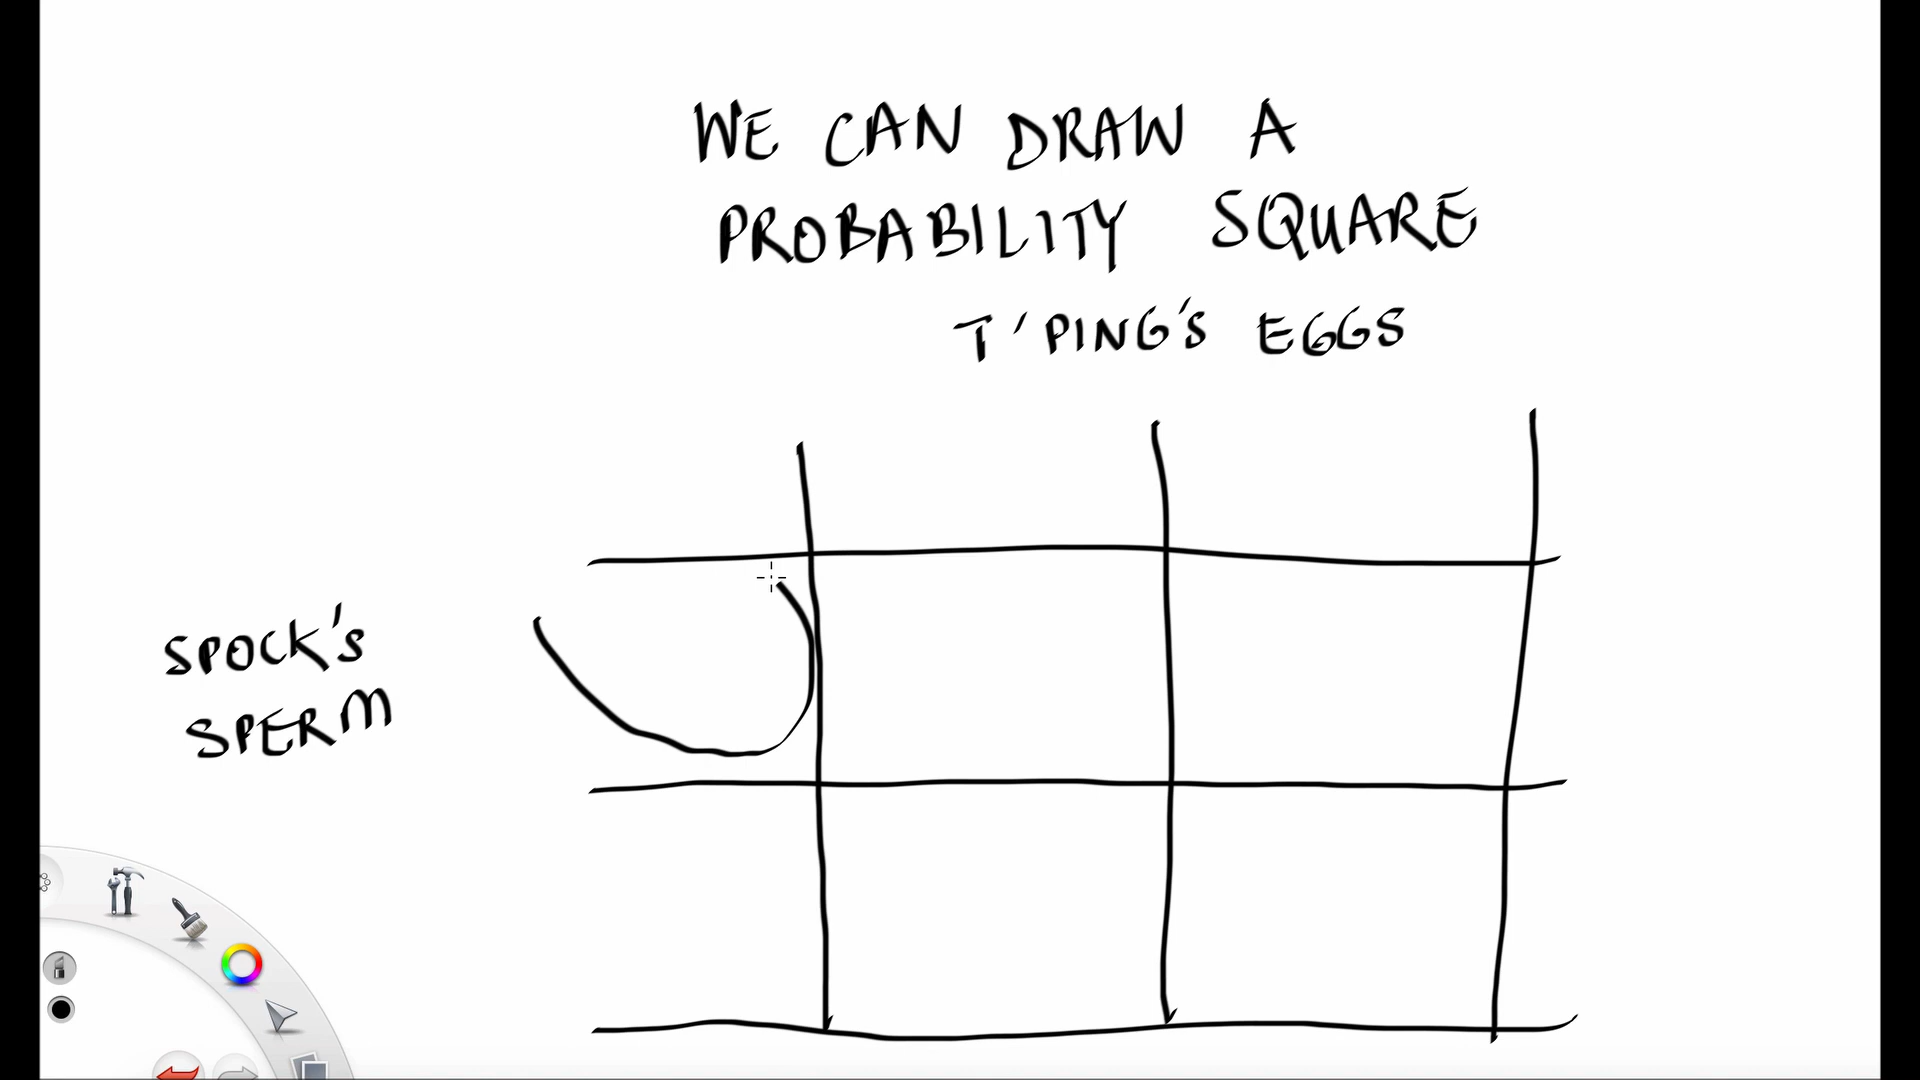 WE CAN DRAW A
PROBABILITY SQUARE
T'PING'S EGGS
SPOCK'S
SPERM